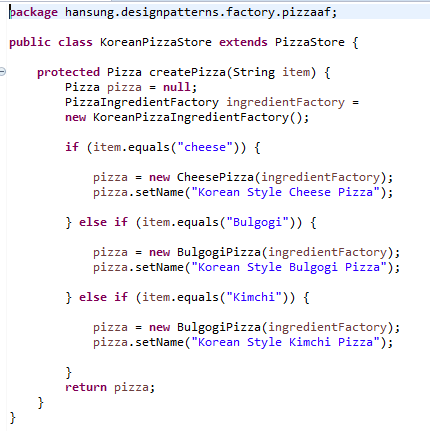 package hansung.designpatterns.factory.pizzaaf;
public class KoreanPizzaStore extends PizzaStore {
protected Pizza createPizza(String item) {
Pizza pizza = null;
PizzaIngredientFactory ingredientFactory =
new KoreanPizzaIngredientFactory();
if (item.equals("cheese")) {
pizza = new CheesePizza(ingredientFactory);
pizza.setName("Korean Style Cheese Pizza");
} else if (item.equals("Bulgogi")) {
pizza = new BulgogiPizza(ingredientFactory);
pizza.setName("Korean Style Bulgogi Pizza");
} else if (item.equals("Kimchi")) {
pizza = new BulgogiPizza(ingredientFactory);
pizza.setName("Korean Style Kimchi Pizza");
}
return pizza;
}
}